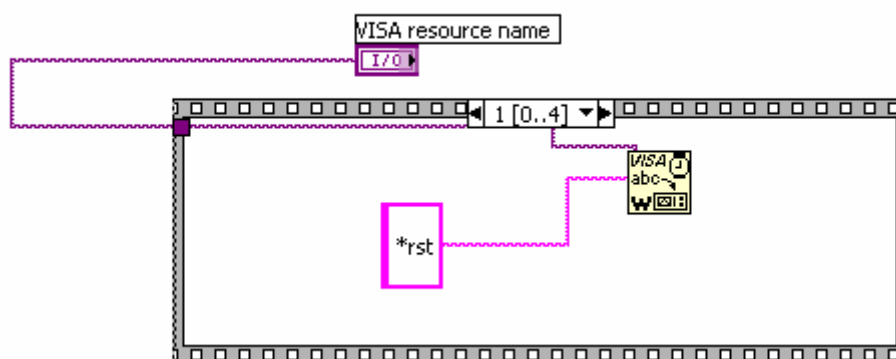 VISA resource name
I/O
1 [0..4]
VISA
abc
W
*rst